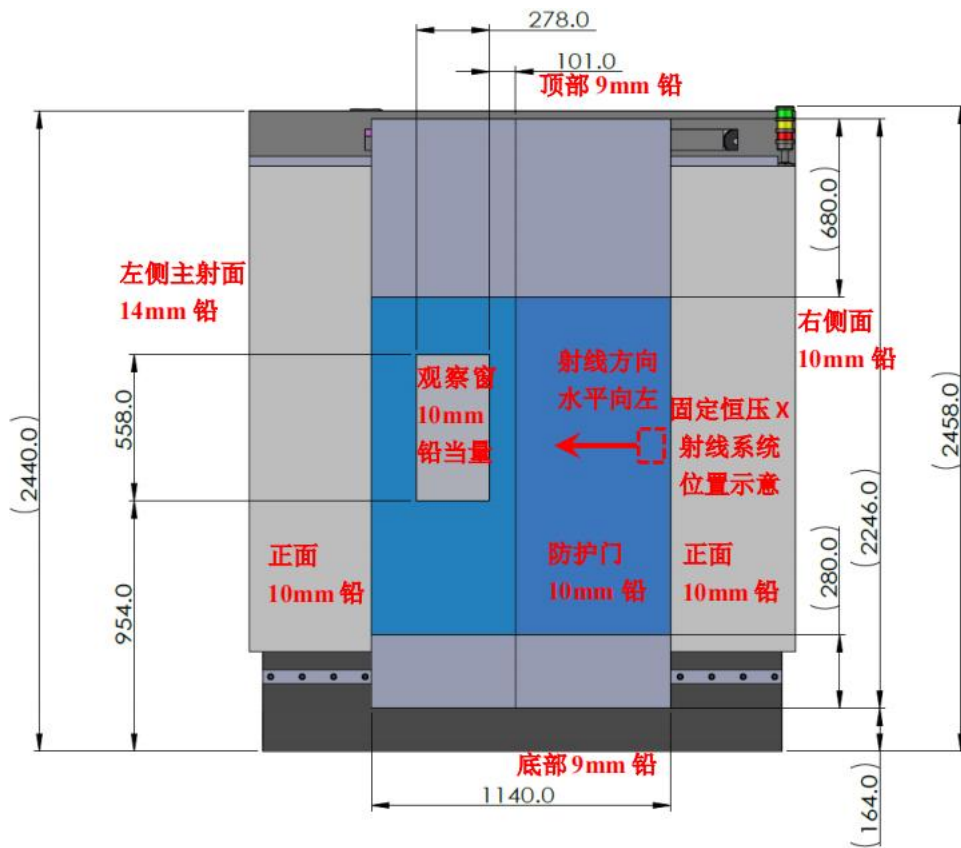 278.0
101.0
顶部 9mm 铅
(680.0)
左侧主射面
14mm 铅
右侧面
10mm 铅
射线方向
水平向左
观察窗
10mm
铅当量
固定恒压 X
射线系统
位置示意
558.0
(2440.0)
(2458.0)
(2246.0)
正面
10mm 铅
防护门
10mm 铅
正面
10mm 铅
(280.0)
954.0
底部 9mm 铅
1140.0
(164.0)